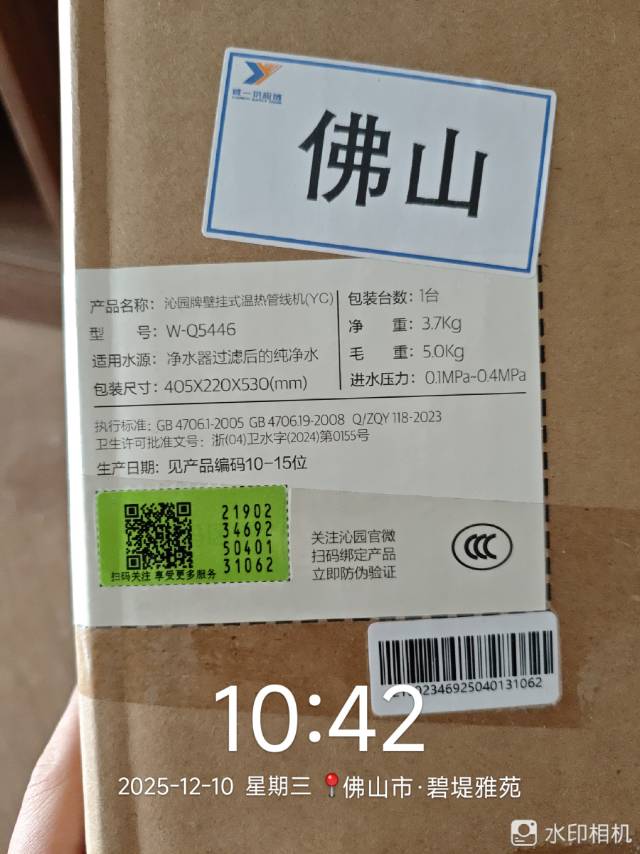 佛山
产品名称：沁园牌壁挂式温热管线机(YC)
型 号：W-Q5446
适用水源：净水器过滤后的纯净水
包装尺寸：405X220X530(mm)
包装台数：1台
净 重：3.7Kg
毛 重：5.0Kg
进水压力：0.1MPa~0.4MPa
执行标准：GB 4706.1-2005 GB 4706.19-2008 Q/ZQY 118-2023
卫生许可批准文号：浙(04)卫水字(2024)第0155号
生产日期：见产品编码10-15位
21902
34692
50401
31062
扫码关注 享受更多服务
关注沁园官微
扫码绑定产品
立即防伪验证
CCC
02346925040131062
10:42
2025-12-10 星期三 佛山市·碧堤雅苑
水印相机